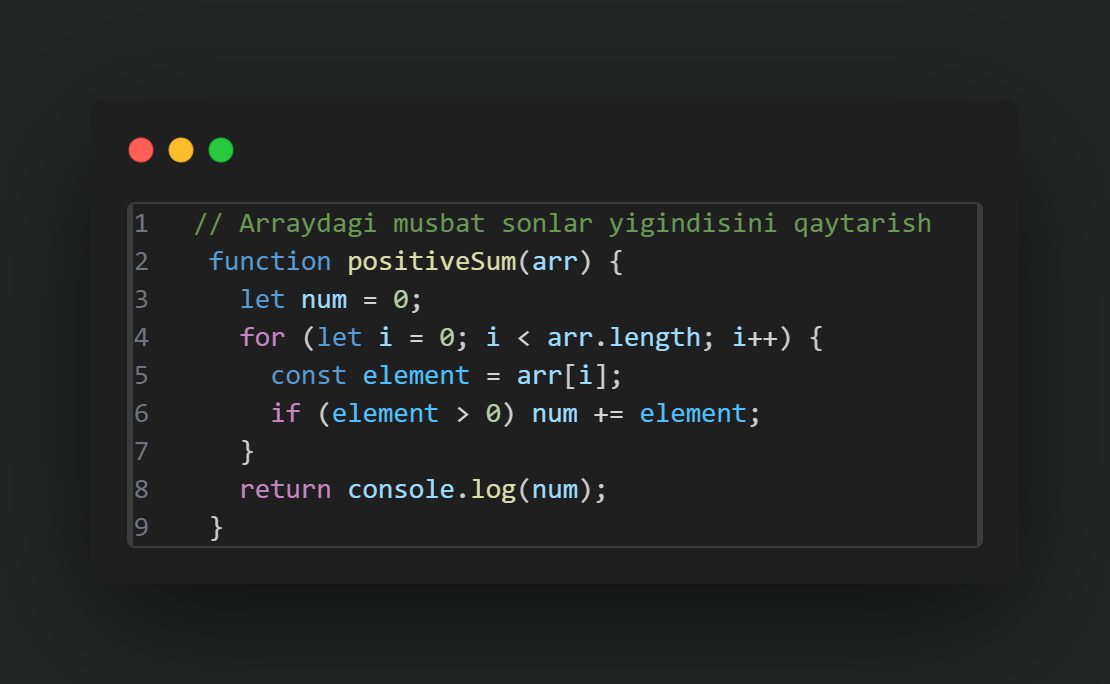 1 // Arraydagi musbat sonlar yigindisini qaytarish
2 function positiveSum(arr) {
3 let num = 0;
4 for (let i = 0; i < arr.length; i++) {
5 const element = arr[i];
6 if (element > 0) num += element;
7 }
8 return console.log(num);
9 }